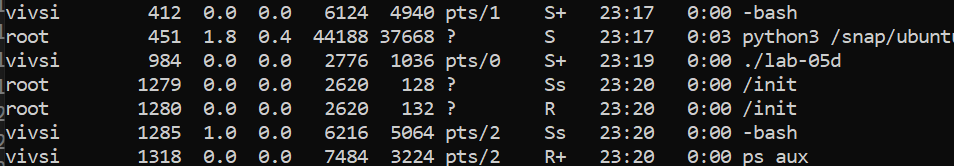 vivsi 412 0.0 0.0 6124 4940 pts/1 S+ 23:17 0:00 -bash
root 451 1.8 0.4 44188 37668 ? S 23:17 0:03 python3 /snap/ubuntu
vivsi 984 0.0 0.0 2776 1036 pts/0 S+ 23:19 0:00 ./lab-05d
root 1279 0.0 0.0 2620 128 ? Ss 23:20 0:00 /init
root 1280 0.0 0.0 2620 132 ? R 23:20 0:00 /init
vivsi 1285 1.0 0.0 6216 5064 pts/2 Ss 23:20 0:00 -bash
vivsi 1318 0.0 0.0 7484 3224 pts/2 R+ 23:20 0:00 ps aux